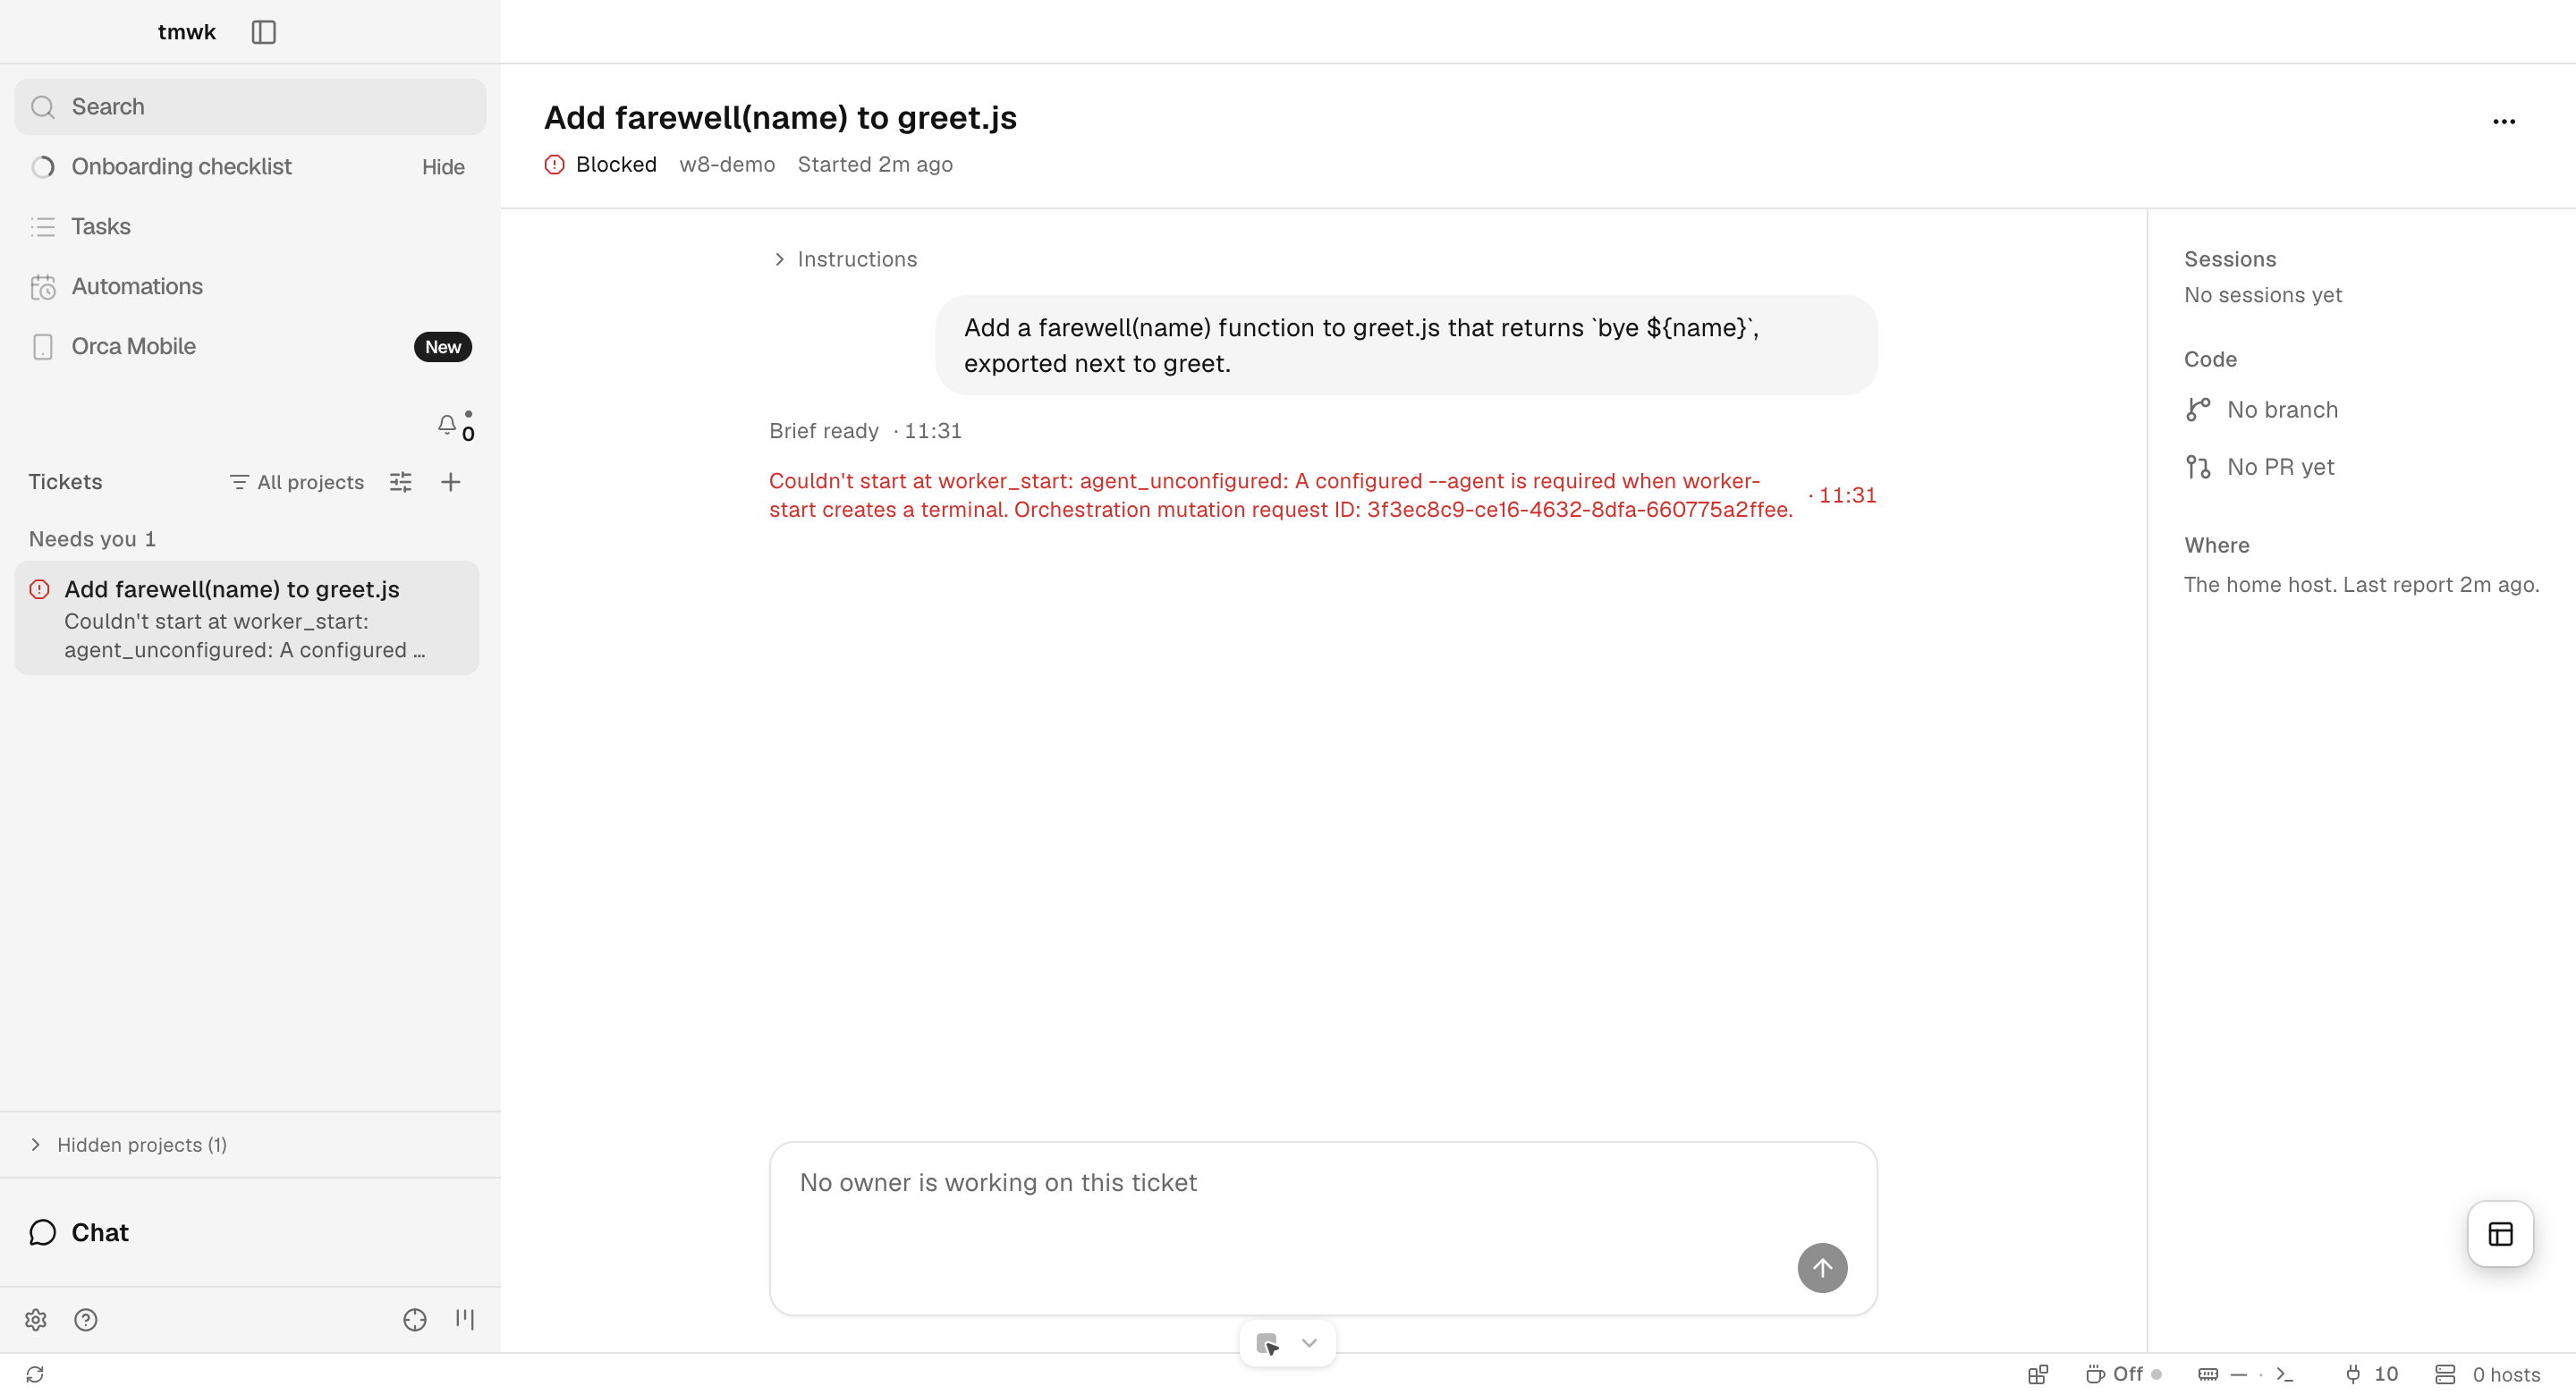 tmwk
Search
Onboarding checklist Hide
Tasks
Automations
Orca Mobile New
0
Tickets All projects
Needs you 1
Add farewell(name) to greet.js
Couldn't start at worker_start:
agent_unconfigured: A configured …
Hidden projects (1)
Chat
Add farewell(name) to greet.js
Blocked w8-demo Started 2m ago
Instructions
Add a farewell(name) function to greet.js that returns `bye ${name}`,
exported next to greet.
Brief ready · 11:31
Couldn't start at worker_start: agent_unconfigured: A configured --agent is required when worker-
start creates a terminal. Orchestration mutation request ID: 3f3ec8c9-ce16-4632-8dfa-660775a2ffee. · 11:31
No owner is working on this ticket
Sessions
No sessions yet
Code
No branch
No PR yet
Where
The home host. Last report 2m ago.
Off — · 10 0 hosts